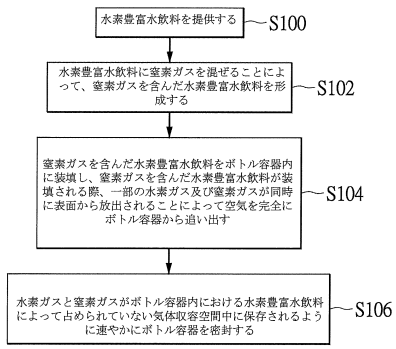 水素豊富水飲料を提供する
S100
水素豊富水飲料に窒素ガスを混ぜることによ
って、窒素ガスを含んだ水素豊富水飲料を形
成する
S102
窒素ガスを含んだ水素豊富水飲料をボトル容器内
に装填し、窒素ガスを含んだ水素豊富水飲料が装
填される際、一部の水素ガス及び窒素ガスが同時
に表面から放出されることによって空気を完全に
ボトル容器から追い出す
S104
水素ガスと窒素ガスがボトル容器内における水素豊富水飲料
によって占められていない気体収容空間中に保存されるよう
に速やかにボトル容器を密封する
S106